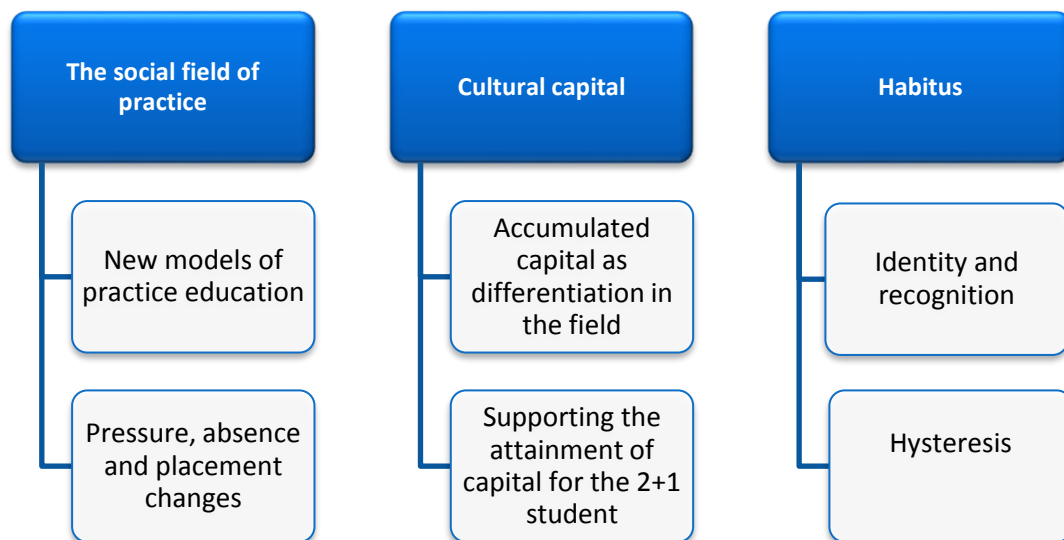 The social field of
practice
New models of
practice education
Pressure, absence
and placement
changes
Cultural capital
Accumulated
capital as
differentiation in
the field
Supporting the
attainment of
capital for the 2+1
student
Habitus
Identity and
recognition
Hysteresis